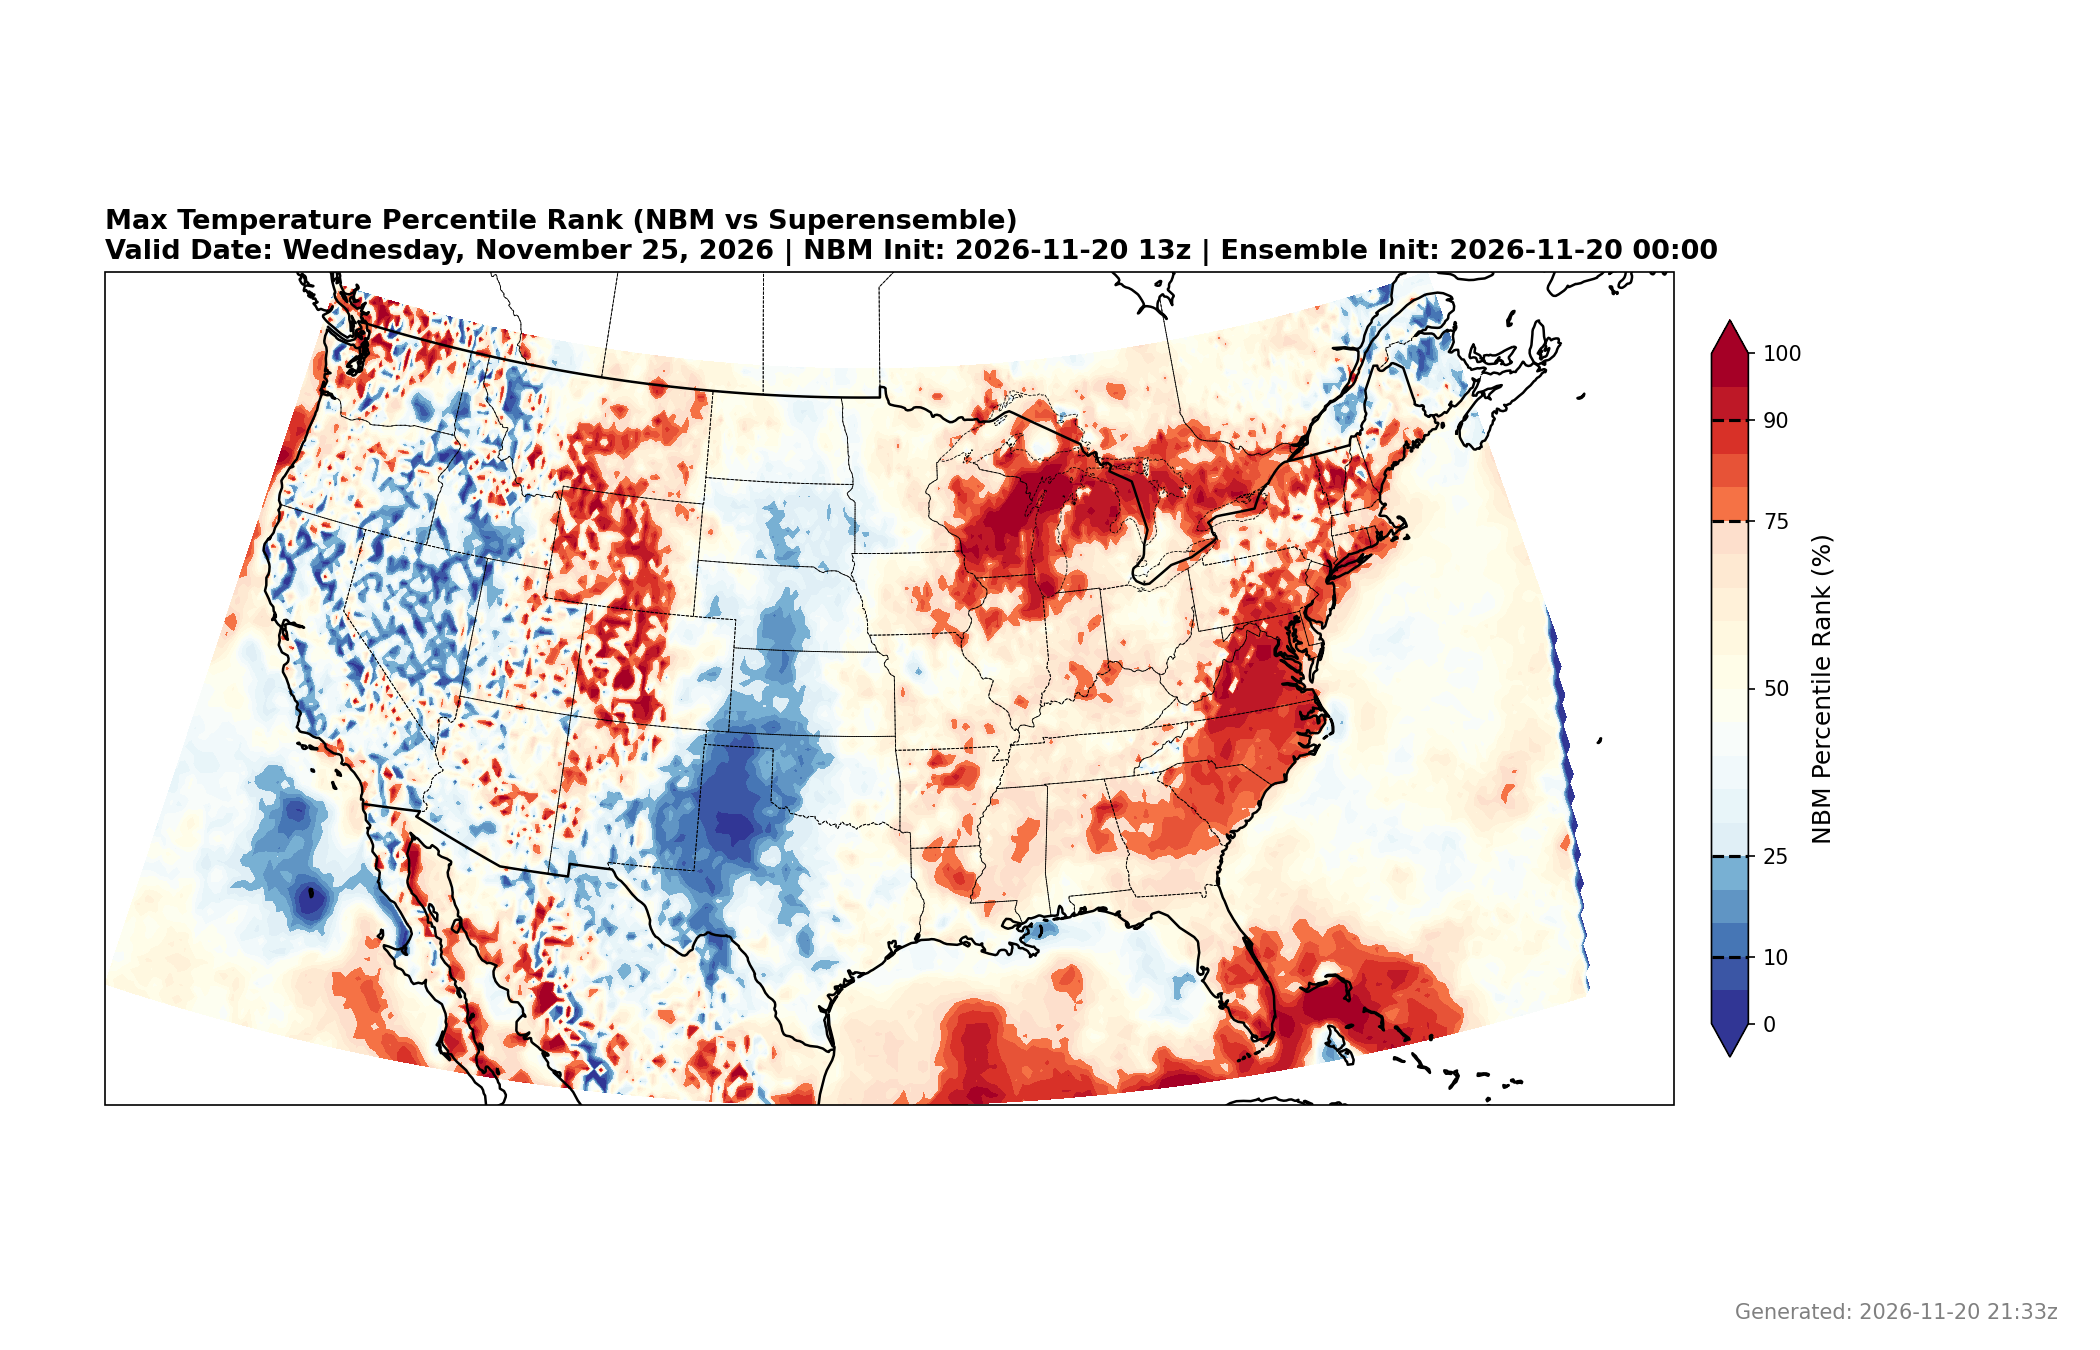 Max Temperature Percentile Rank (NBM vs Superensemble)
Valid Date: Wednesday, November 25, 2026 | NBM Init: 2026-11-20 13z | Ensemble Init: 2026-11-20 00:00
100
90
75
50
25
10
0
NBM Percentile Rank (%)
Generated: 2026-11-20 21:33z